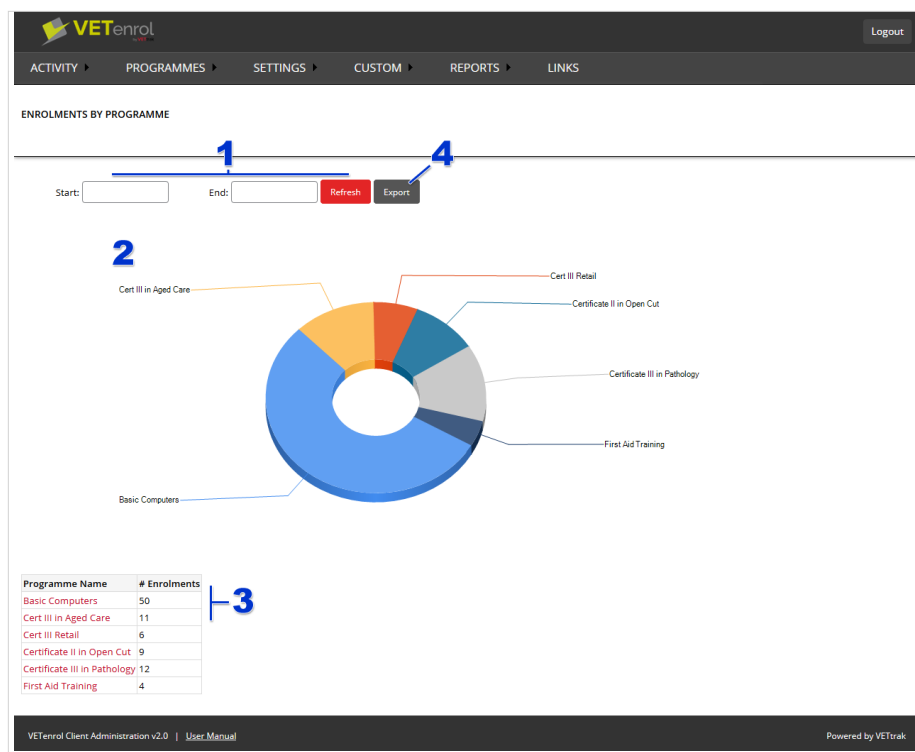 VETenrol
by VETtrak
Logout
ACTIVITY PROGRAMMES SETTINGS CUSTOM REPORTS LINKS
ENROLMENTS BY PROGRAMME
1 4
Start: End: Refresh Export
2
Cert III Retail
Cert III in Aged Care
Certificate II in Open Cut
Certificate III in Pathology
First Aid Training
Basic Computers
Programme Name # Enrolments
Basic Computers 50
3
Cert III in Aged Care 11
Cert III Retail 6
Certificate II in Open Cut 9
Certificate III in Pathology 12
First Aid Training 4
VETenrol Client Administration v2.0 | User Manual Powered by VETtrak